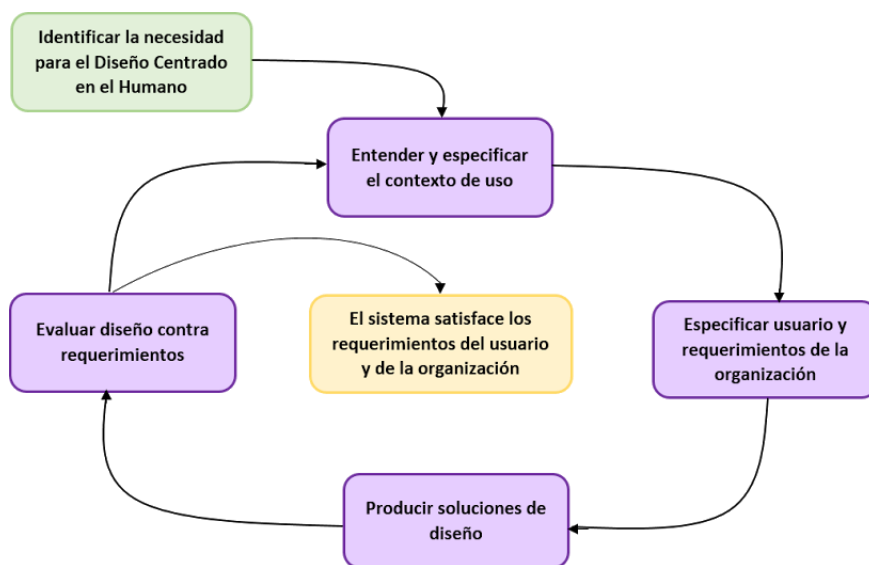 Identificar la necesidad
para el Diseño Centrado
en el Humano
Entender y especificar
el contexto de uso
Evaluar diseño contra
requerimientos
El sistema satisface los
requerimientos del usuario
y de la organización
Especificar usuario y
requerimientos de la
organización
Producir soluciones de
diseño